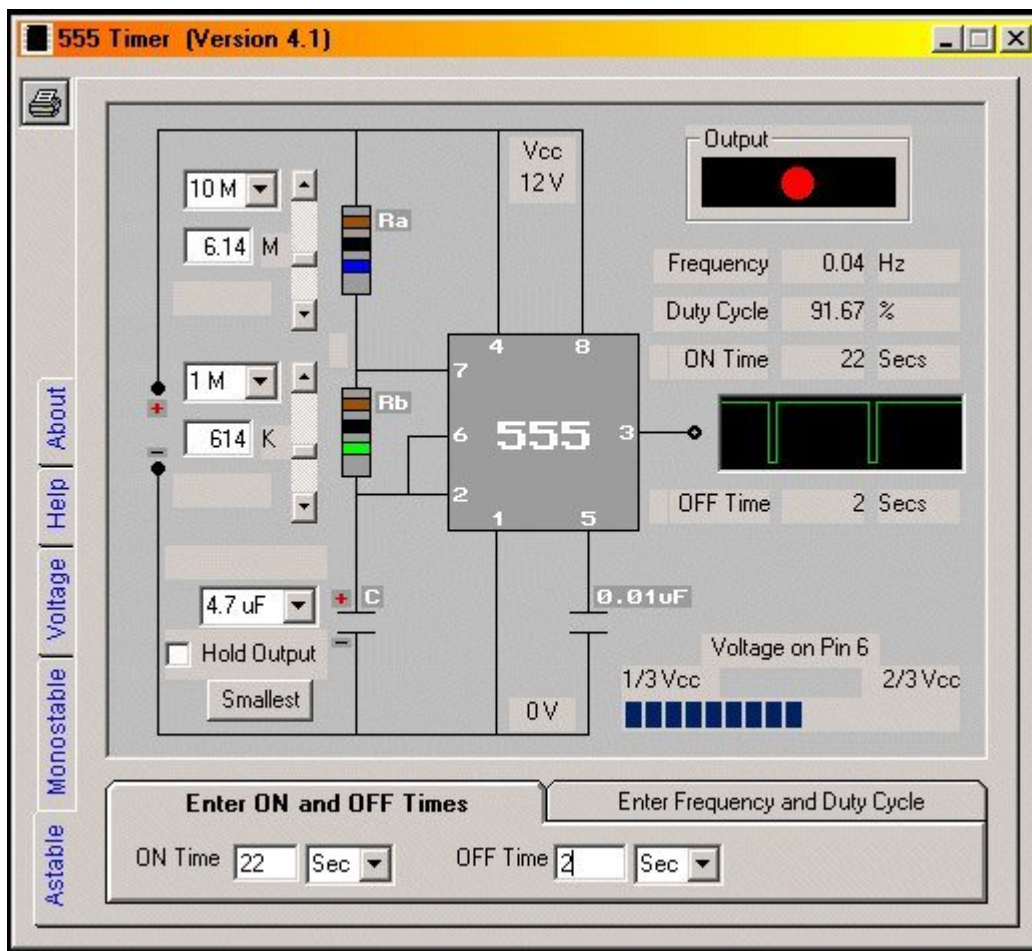 555 Timer (Version 4.1)
Vcc
12 V
Output
10 M
Ra
6.14 M
Frequency 0.04 Hz
Duty Cycle 91.67 %
4 8
ON Time 22 Secs
7
1 M
+
Rb
614 K
6 555 3
-
2
OFF Time 2 Secs
1 5
4.7 uF
+ C
0.01uF
-
Hold Output
Voltage on Pin 6
1/3 Vcc 2/3 Vcc
Smallest
0 V
About
Help
Voltage
Monostable
Astable
Enter ON and OFF Times
Enter Frequency and Duty Cycle
ON Time 22 Sec OFF Time 2 Sec